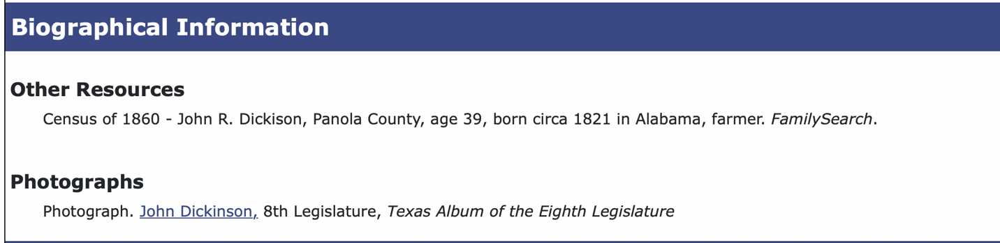 Biographical Information
Other Resources
Census of 1860 - John R. Dickison, Panola County, age 39, born circa 1821 in Alabama, farmer. FamilySearch.
Photographs
Photograph. John Dickinson, 8th Legislature, Texas Album of the Eighth Legislature